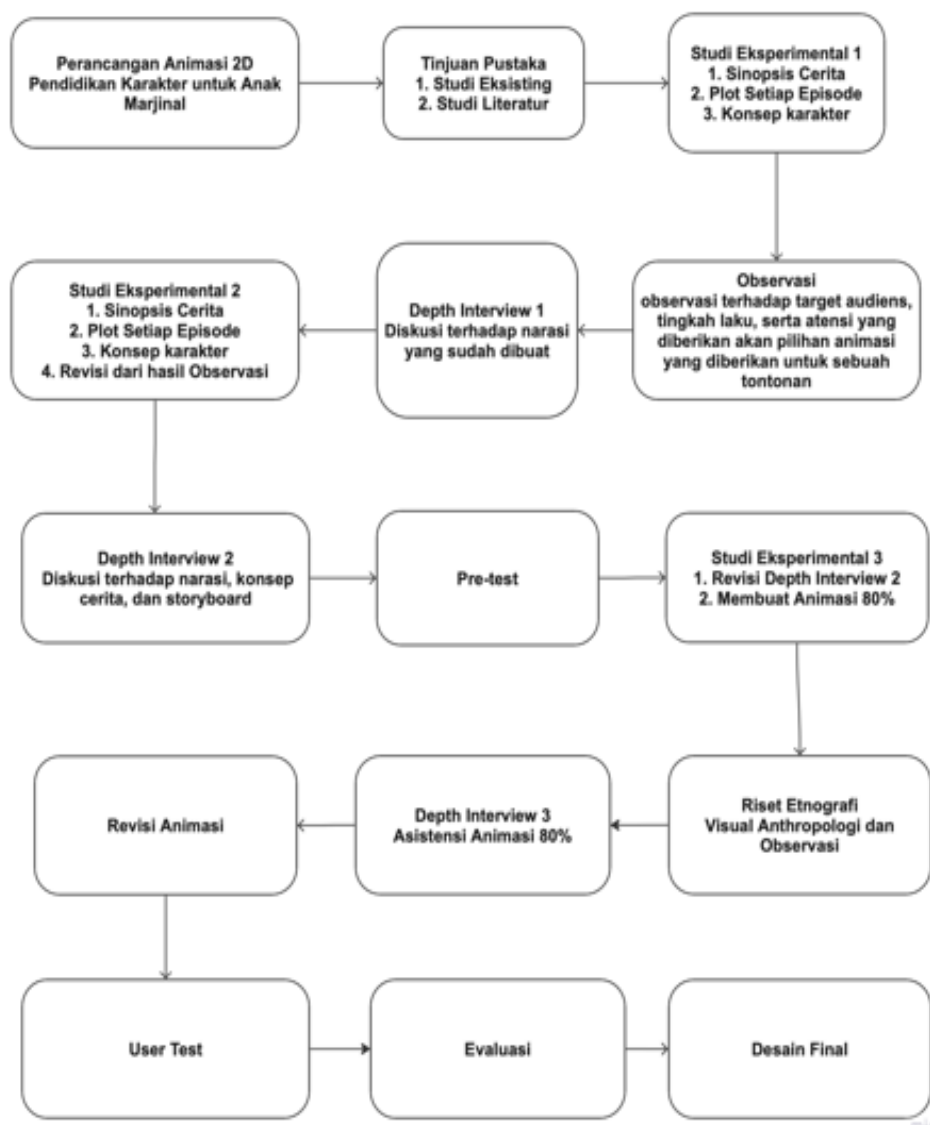 Perancangan Animasi 2D
Pendidikan Karakter untuk Anak
Marjinal
Tinjuan Pustaka
1. Studi Eksisting
2. Studi Literatur
Studi Eksperimental 1
1. Sinopsis Cerita
2. Plot Setiap Episode
3. Konsep karakter
Studi Eksperimental 2
1. Sinopsis Cerita
2. Plot Setiap Episode
3. Konsep karakter
4. Revisi dari hasil Observasi
Depth Interview 1
Diskusi terhadap narasi
yang sudah dibuat
Observasi
observasi terhadap target audiens,
tingkah laku, serta atensi yang
diberikan akan pilihan animasi
yang diberikan untuk sebuah
tontonan
Depth Interview 2
Diskusi terhadap narasi, konsep
cerita, dan storyboard
Pre-test
Studi Eksperimental 3
1. Revisi Depth Interview 2
2. Membuat Animasi 80%
Revisi Animasi
Depth Interview 3
Asistensi Animasi 80%
Riset Etnografi
Visual Anthropologi dan
Observasi
User Test
Evaluasi
Desain Final